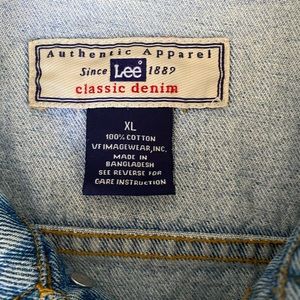 Authentic Apparel
Since Lee® 1889
classic denim
XL
100% COTTON
VF IMAGEWEAR, INC.
MADE IN
BANGLADESH
SEE REVERSE FOR
CARE INSTRUCTION